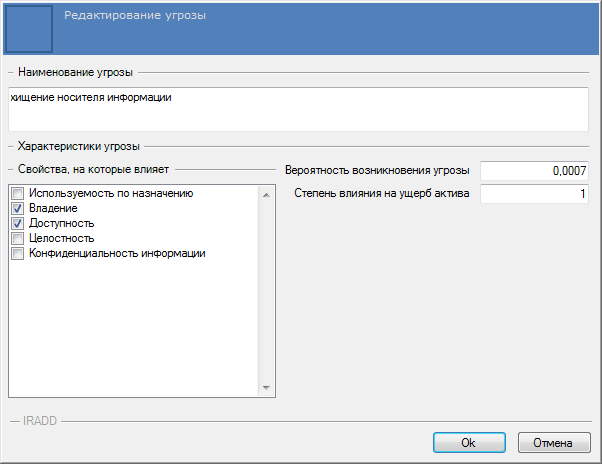 Редактирование угрозы
Наименование угрозы
хищение носителя информации
Характеристики угрозы
Свойства, на которые влияет
Вероятность возникновения угрозы 0,0007
Степень влияния на ущерб актива 1
Используемость по назначению
Владение
Доступность
Целостность
Конфиденциальность информации
IRADD
Ok Отмена